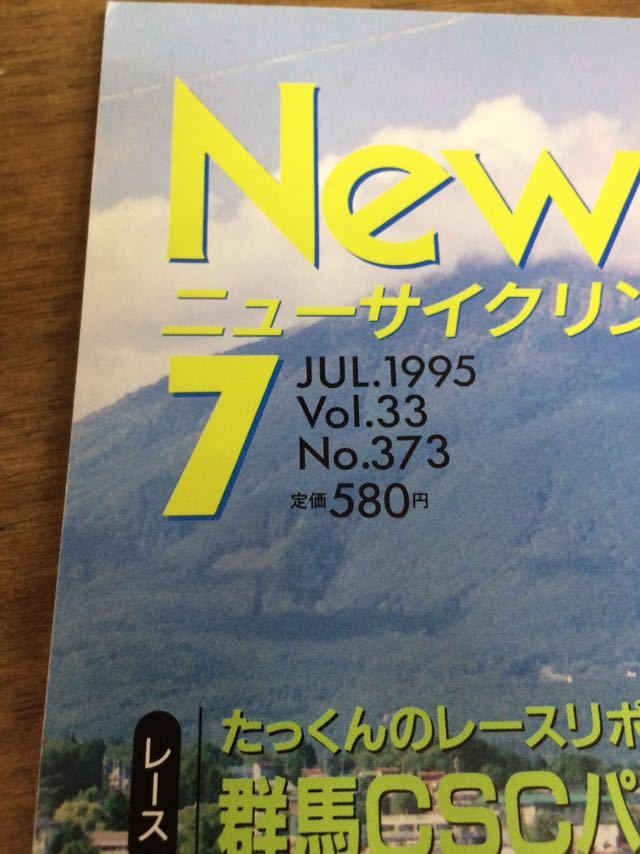 New
ニューサイクリン
7
JUL.1995
Vol.33
No.373
定価580円
レース
たっくんのレースリポ
群馬CSCパ